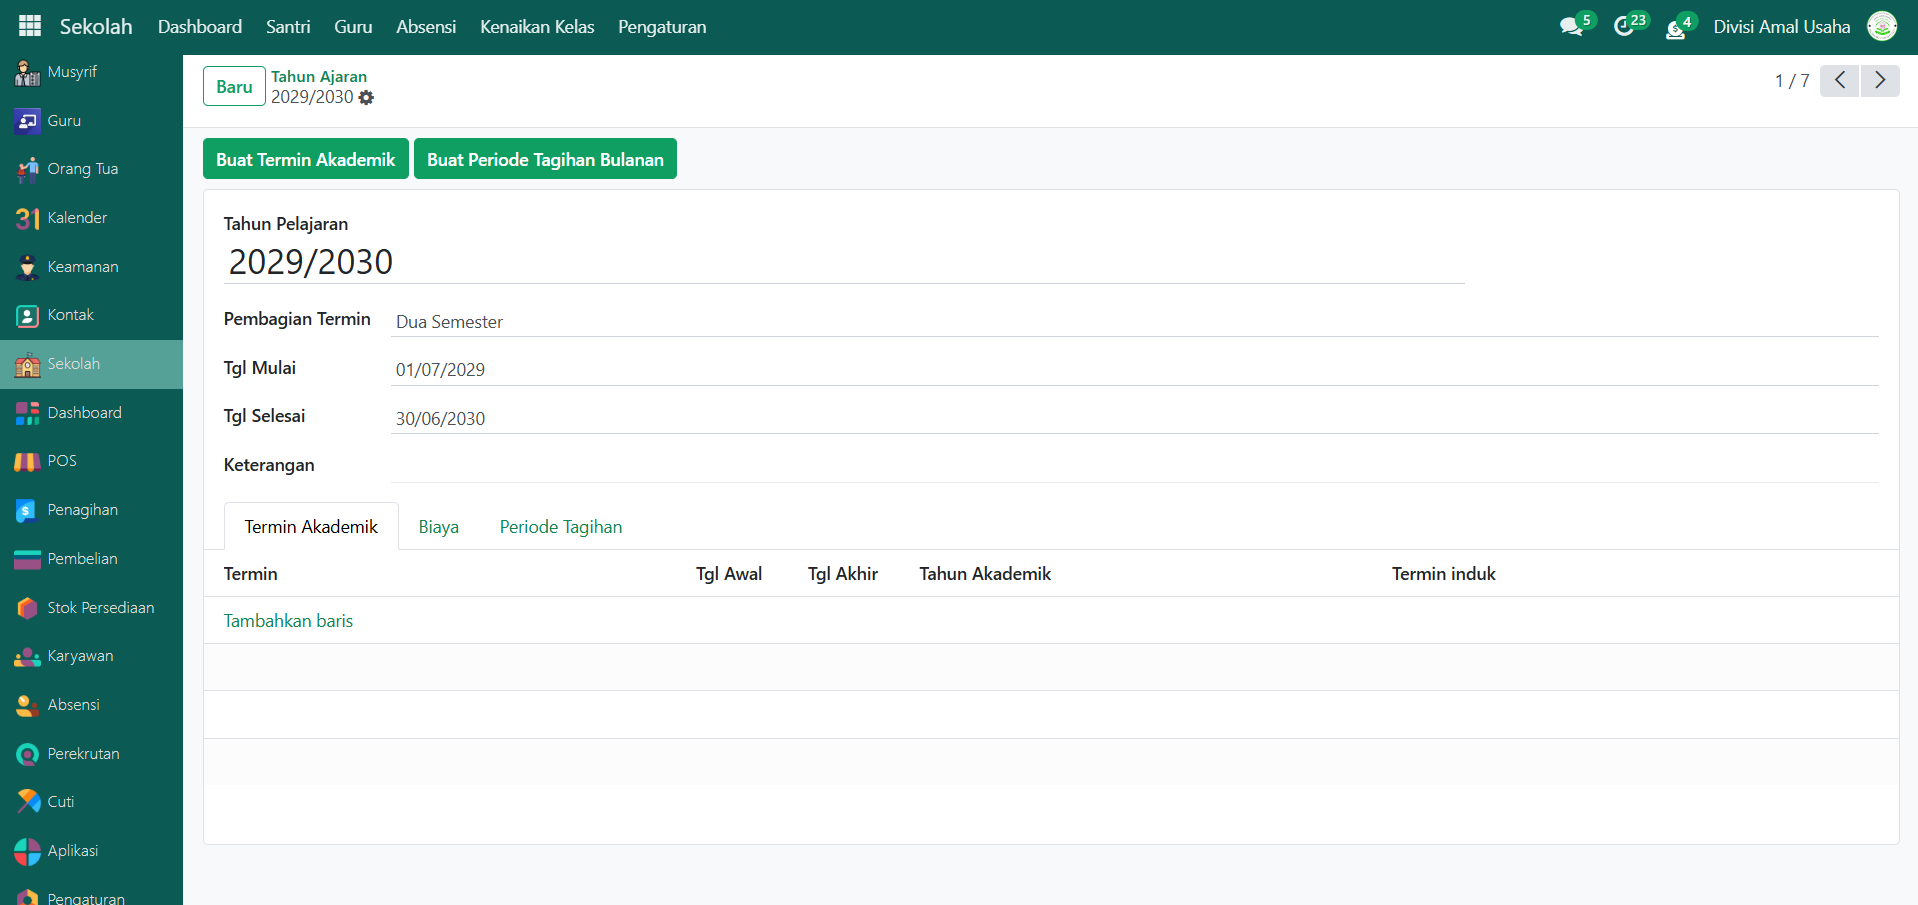 Sekolah Dashboard Santri Guru Absensi Kenaikan Kelas Pengaturan 5 23 4 Divisi Amal Usaha
Musyrif
Guru
Orang Tua
Kalender
Keamanan
Kontak
Sekolah
Dashboard
POS
Penagihan
Pembelian
Stok Persediaan
Karyawan
Absensi
Perekrutan
Cuti
Aplikasi
Pengaturan
Baru
Tahun Ajaran
2029/2030
1 / 7
Buat Termin Akademik Buat Periode Tagihan Bulanan
Tahun Pelajaran
2029/2030
Pembagian Termin Dua Semester
Tgl Mulai 01/07/2029
Tgl Selesai 30/06/2030
Keterangan
Termin Akademik Biaya Periode Tagihan
Termin Tgl Awal Tgl Akhir Tahun Akademik Termin induk
Tambahkan baris